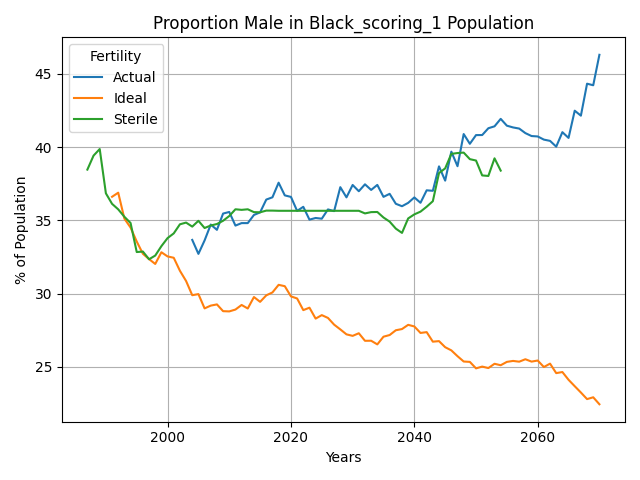 Proportion Male in Black_scoring_1 Population
Fertility
Actual
Ideal
Sterile
% of Population
45
40
35
30
25
2000
2020
2040
2060
Years